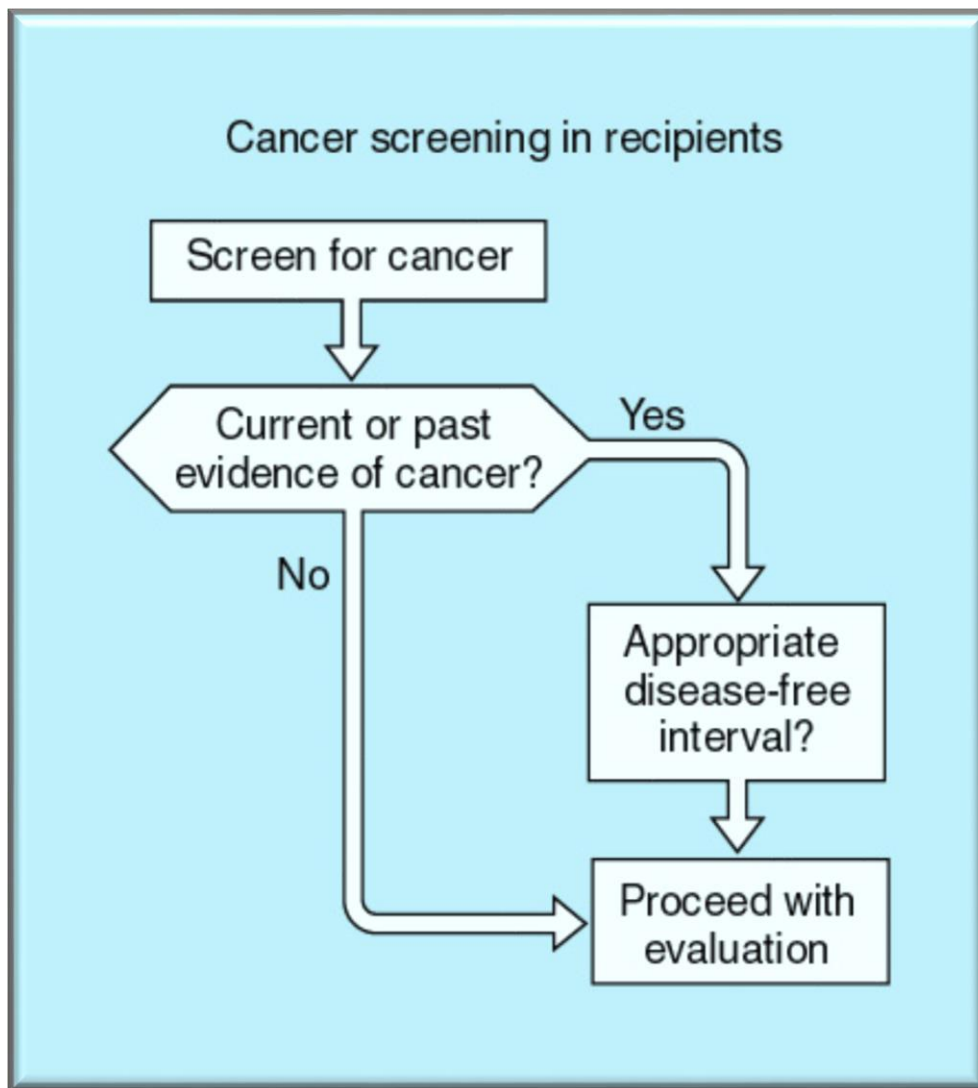 Cancer screening in recipients
Screen for cancer
Current or past
evidence of cancer?
Yes
No
Appropriate
disease-free
interval?
Proceed with
evaluation